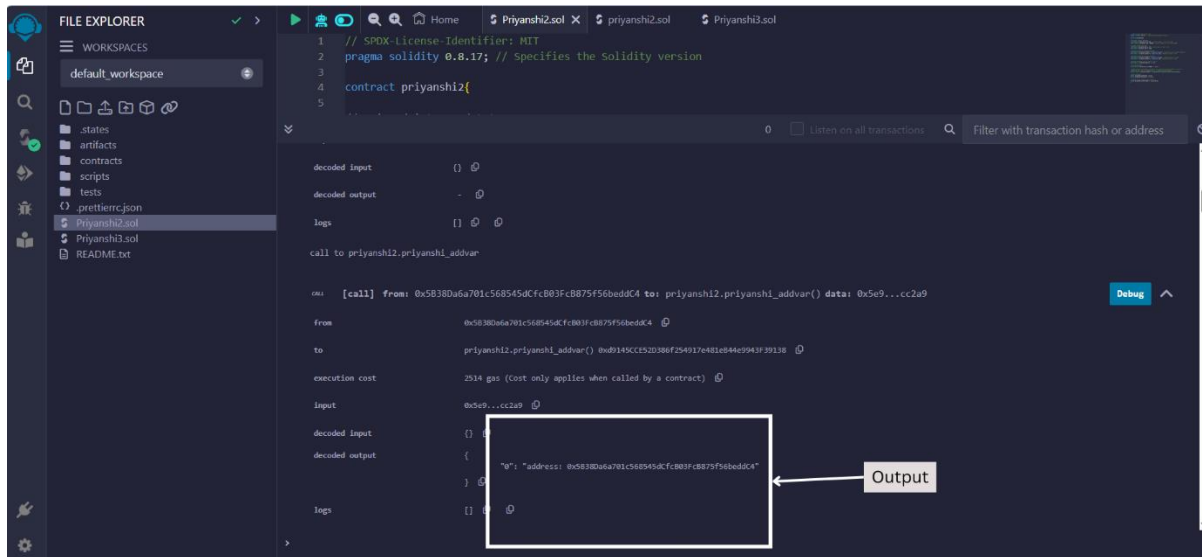 FILE EXPLORER
WORKSPACES
default_workspace
.states
artifacts
contracts
scripts
tests
.prettierrc.json
Priyanshi2.sol
Priyanshi3.sol
README.txt
Home
Priyanshi2.sol
priyanshi2.sol
Priyanshi3.sol
1 // SPDX-License-Identifier: MIT
2 pragma solidity 0.8.17; // Specifies the Solidity version
3
4 contract priyanshi2{
5
0 Listen on all transactions Filter with transaction hash or address
decoded input {}
decoded output -
logs []
call to priyanshi2.priyanshi_addvar
CALL [call] from: 0x5B38Da6a701c568545dCfcB03FcB875f56beddC4 to: priyanshi2.priyanshi_addvar() data: 0x5e9...cc2a9 Debug
from 0x5B38Da6a701c568545dCfcB03FcB875f56beddC4
to priyanshi2.priyanshi_addvar() 0xd9145CCE52D386f254917e481eB44e9943F39138
execution cost 2514 gas (Cost only applies when called by a contract)
input 0x5e9...cc2a9
decoded input {}
decoded output {
"0": "address: 0x5B38Da6a701c568545dCfcB03FcB875f56beddC4"
}
logs []
Output